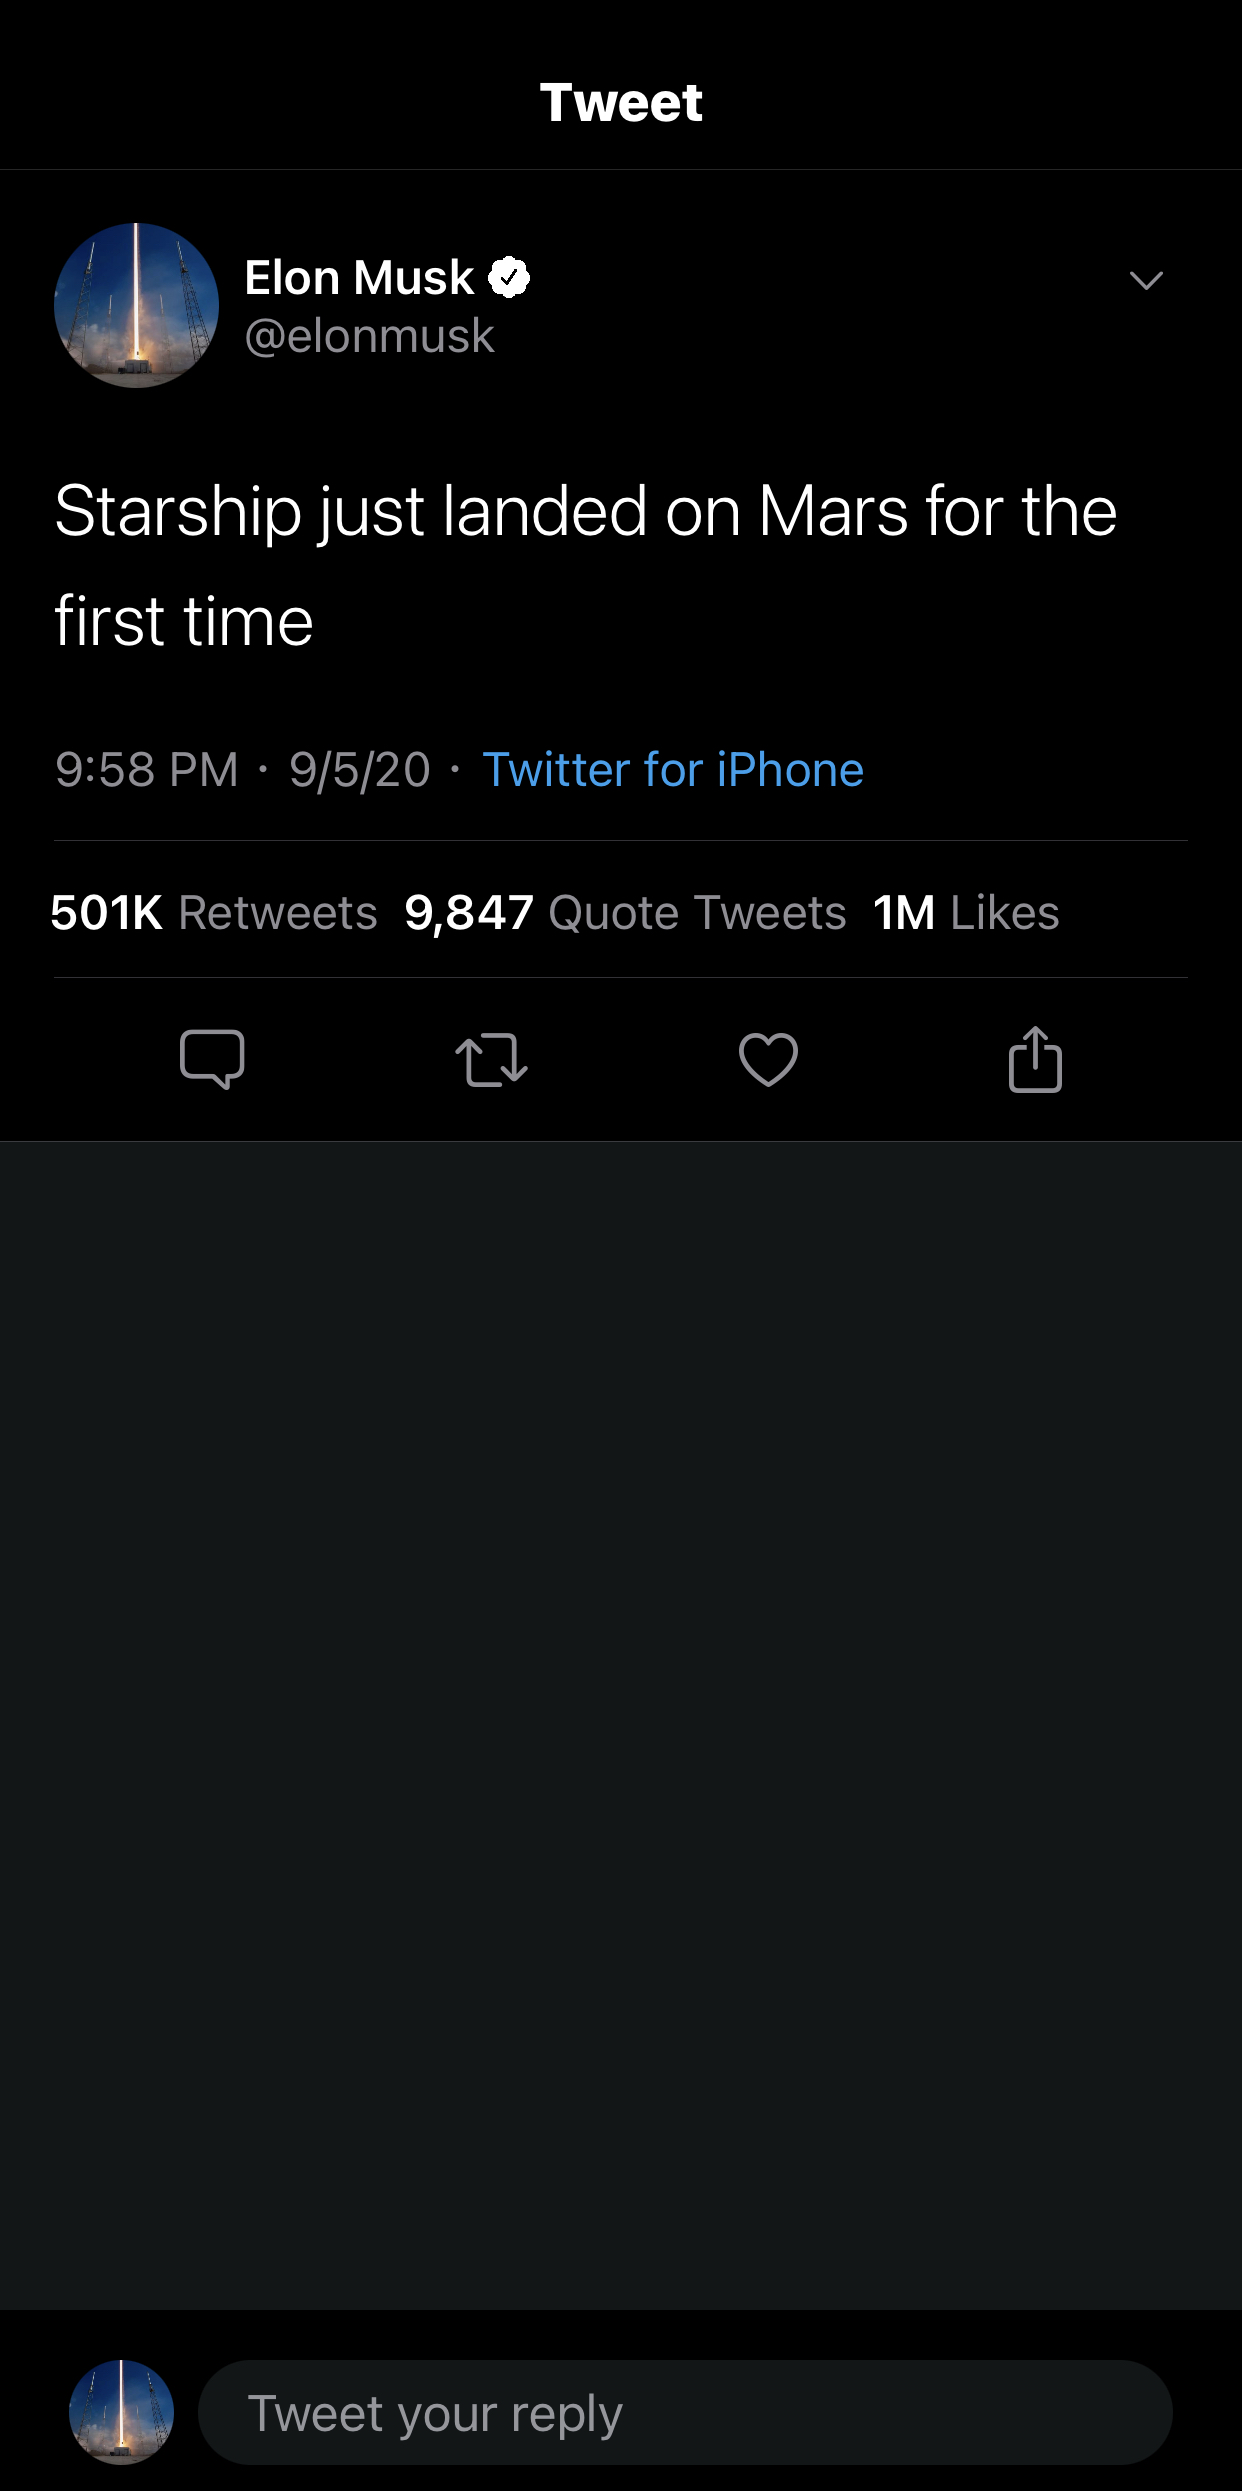 Tweet
Elon Musk
@elonmusk
Starship just landed on Mars for the
first time
9:58 PM · 9/5/20 · Twitter for iPhone
501K Retweets 9,847 Quote Tweets 1M Likes
Tweet your reply